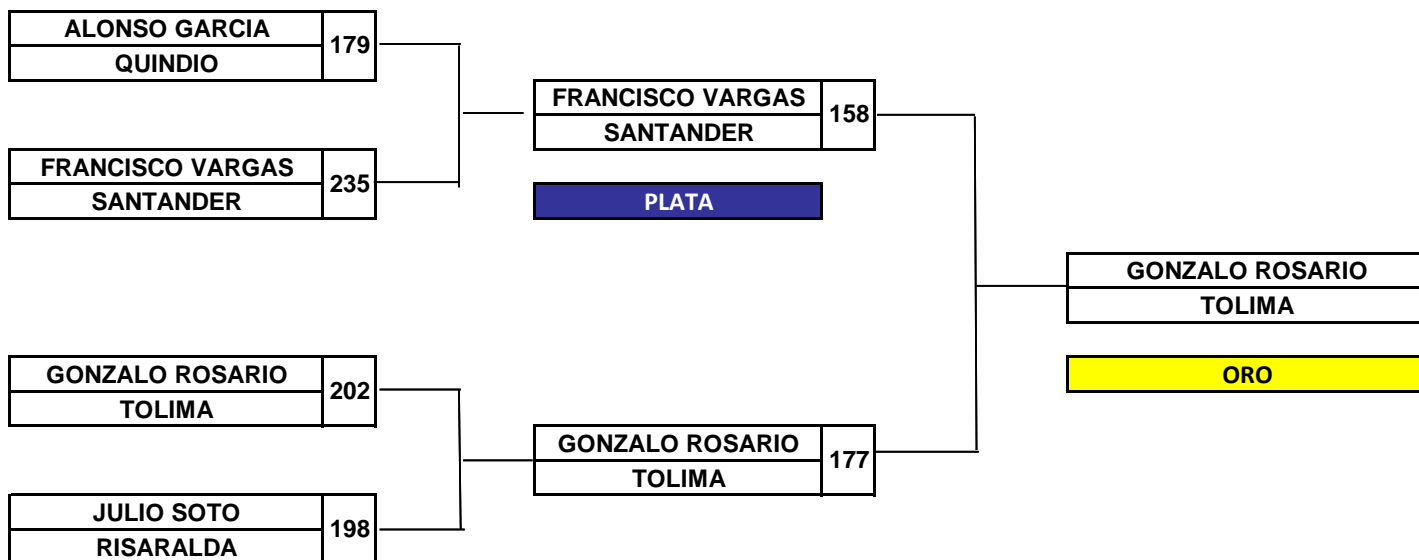 ALONSO GARCIA
179
QUINDIO
FRANCISCO VARGAS
158
SANTANDER
FRANCISCO VARGAS
235
SANTANDER
PLATA
GONZALO ROSARIO
TOLIMA
ORO
GONZALO ROSARIO
202
TOLIMA
GONZALO ROSARIO
177
TOLIMA
JULIO SOTO
198
RISARALDA